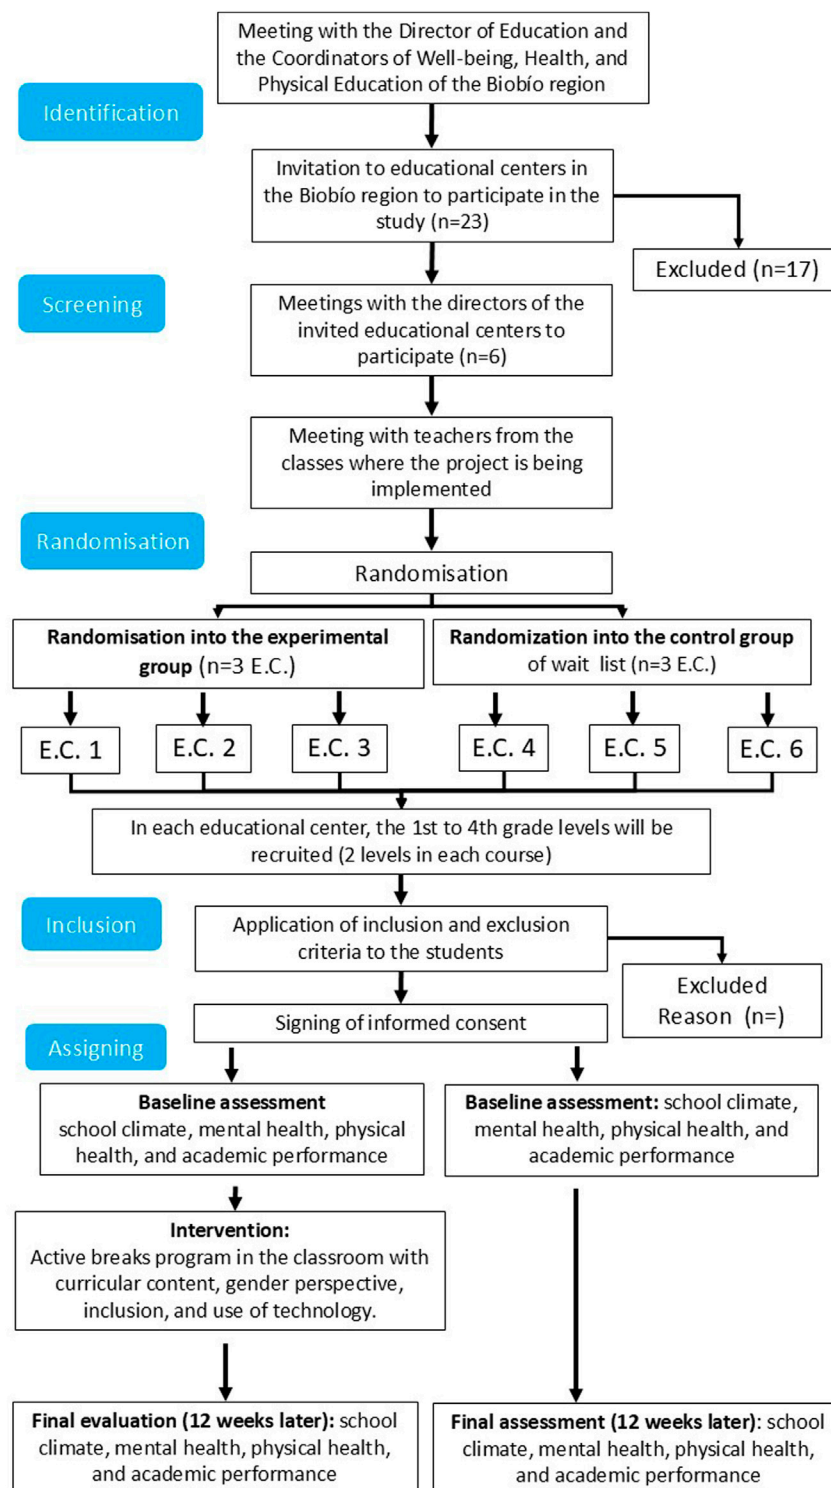 Meeting with the Director of Education and
the Coordinators of Well-being, Health, and
Physical Education of the Biobío region
Identification
Invitation to educational centers in
the Biobío region to participate in the
study (n=23)
Excluded (n=17)
Screening
Meetings with the directors of the
invited educational centers to
participate (n=6)
Meeting with teachers from the
classes where the project is being
implemented
Randomisation
Randomisation
Randomisation into the experimental
group (n=3 E.C.)
Randomization into the control group
of wait list (n=3 E.C.)
E.C. 1
E.C. 2
E.C. 3
E.C. 4
E.C. 5
E.C. 6
In each educational center, the 1st to 4th grade levels will be
recruited (2 levels in each course)
Inclusion
Application of inclusion and exclusion
criteria to the students
Excluded
Reason (n=)
Signing of informed consent
Assigning
Baseline assessment
school climate, mental health, physical
health, and academic performance
Baseline assessment: school climate,
mental health, physical health, and
academic performance
Intervention:
Active breaks program in the classroom with
curricular content, gender perspective,
inclusion, and use of technology.
Final evaluation (12 weeks later): school
climate, mental health, physical health,
and academic performance
Final assessment (12 weeks later): school
climate, mental health, physical health,
and academic performance